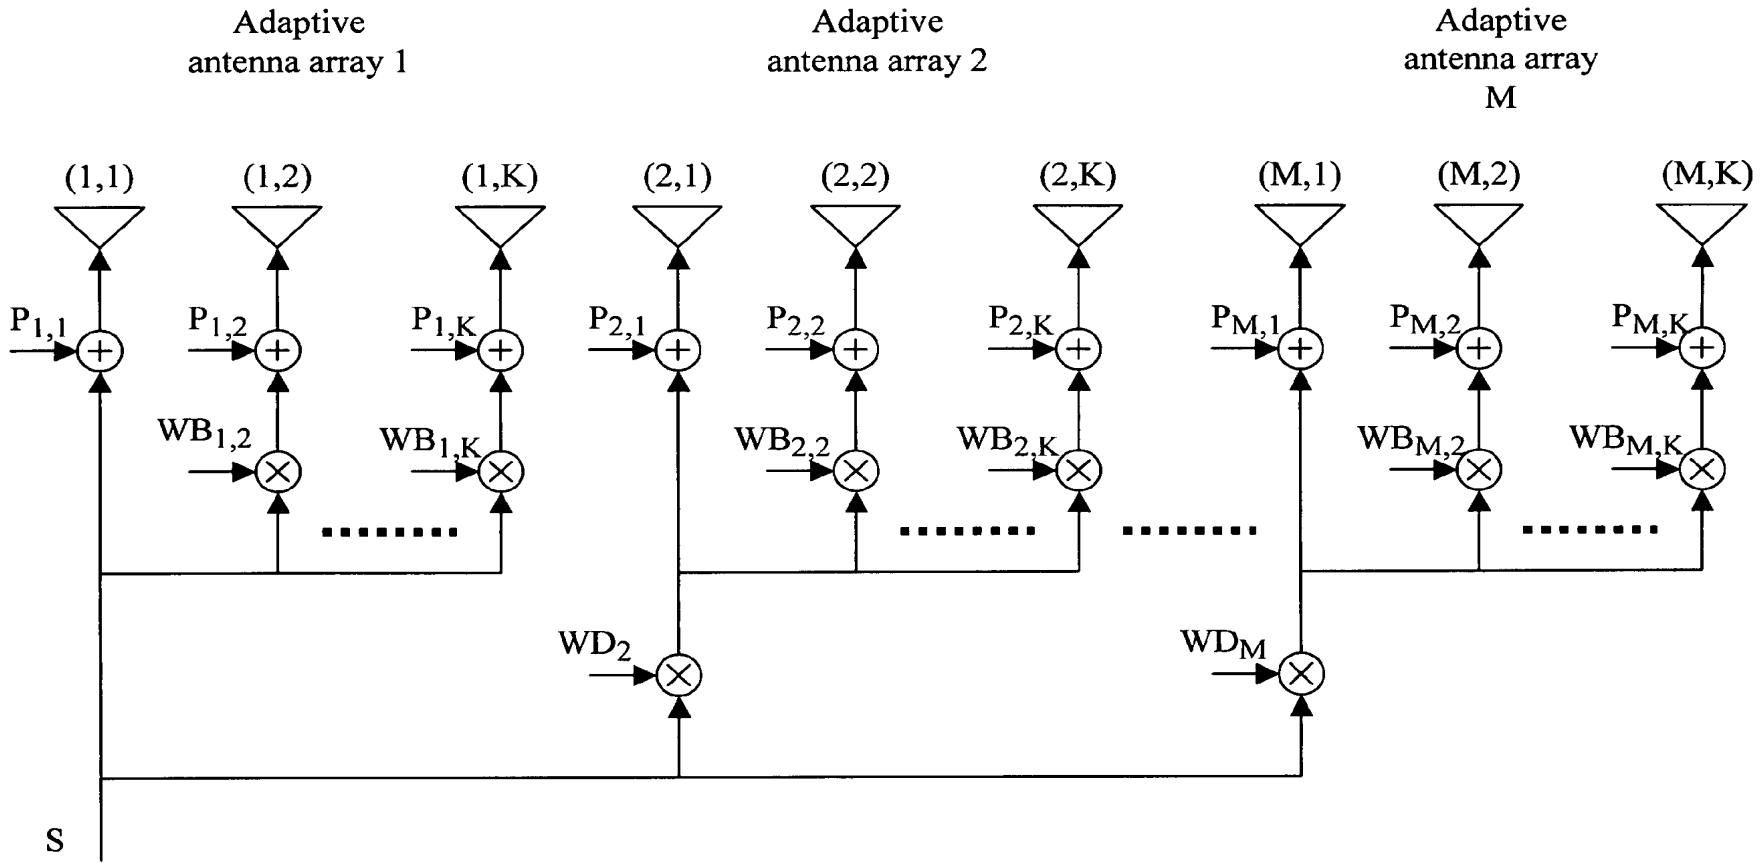 Adaptive
antenna array 1
Adaptive
antenna array 2
Adaptive
antenna array
M
(1,1) (1,2) (1,K) (2,1) (2,2) (2,K) (M,1) (M,2) (M,K)
P1,1 P1,2 P1,K P2,1 P2,2 P2,K PM,1 PM,2 PM,K
WB1,2 WB1,K WB2,2 WB2,K WBM,2 WBM,K
WD2 WDM
S